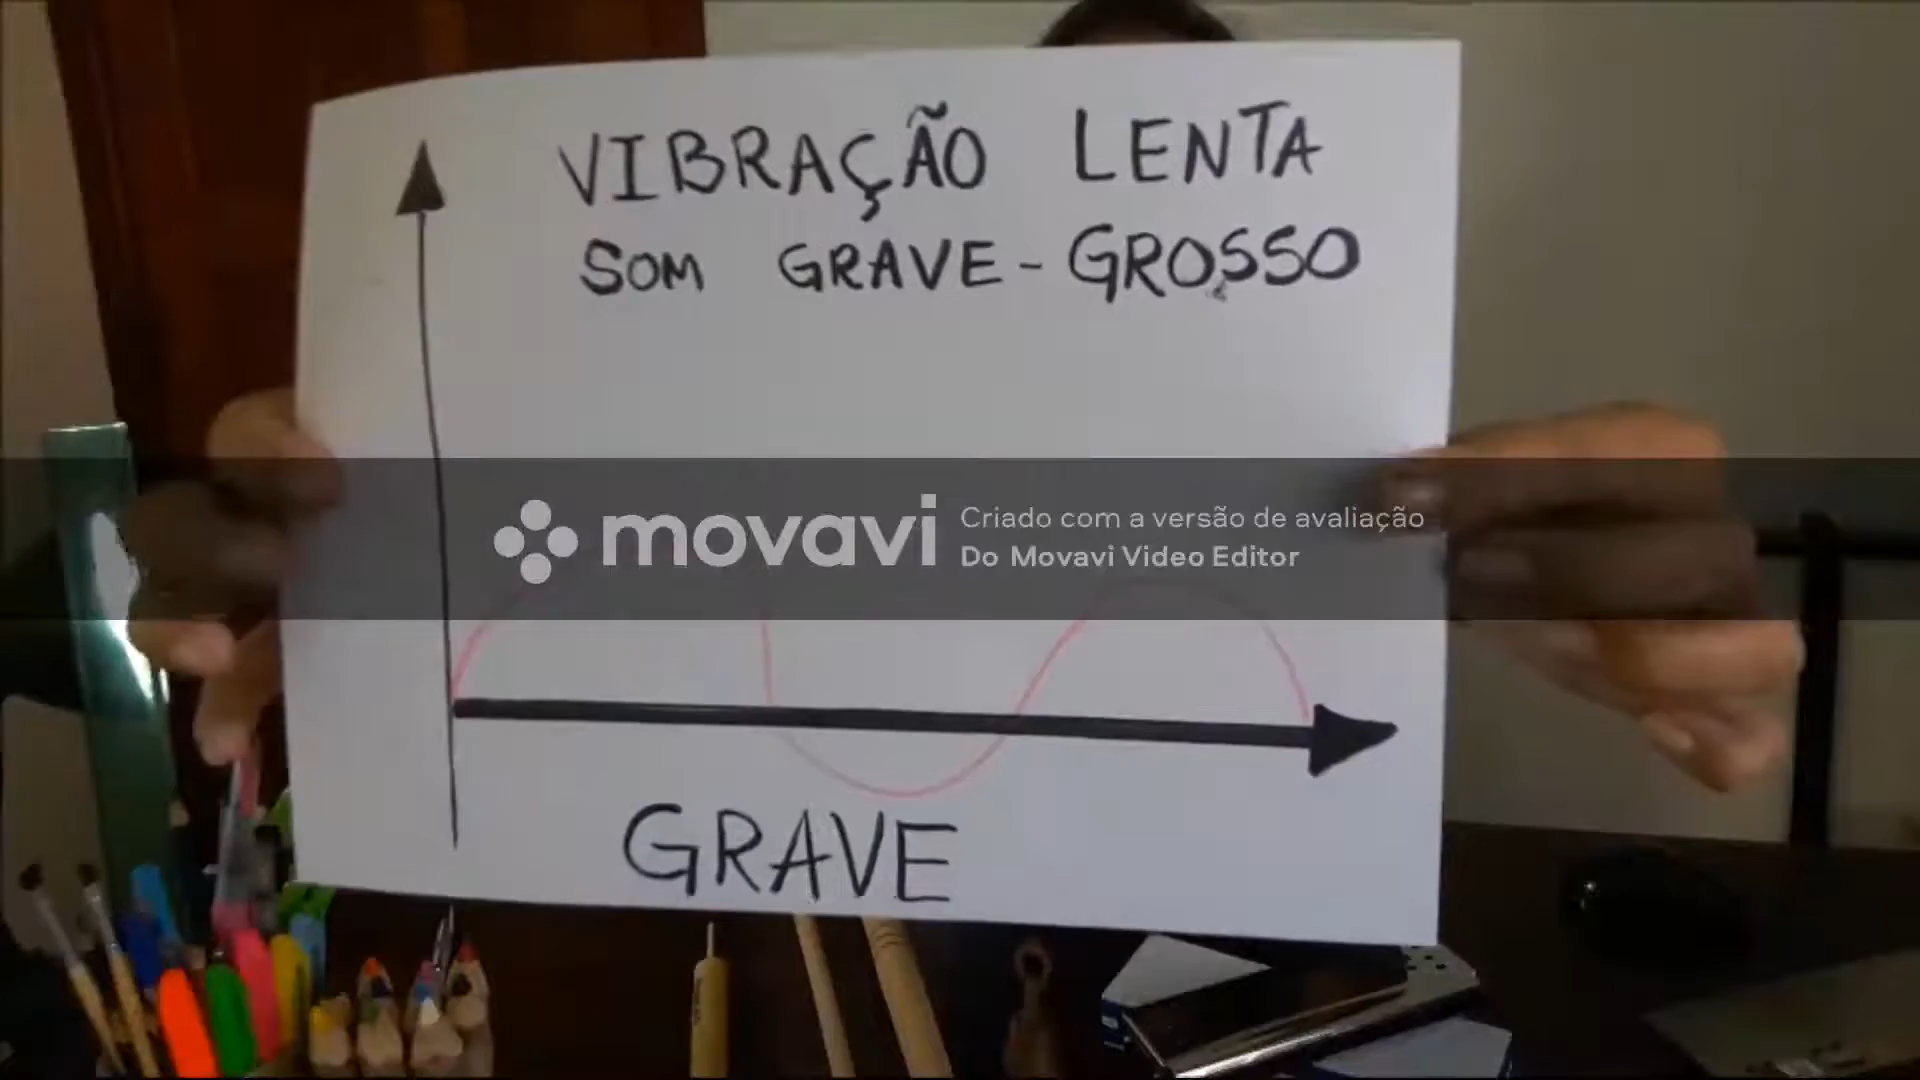 VIBRAÇÃO LENTA
SOM GRAVE - GROSSO
movavi
Criado com a versão de avaliação
Do Movavi Video Editor
GRAVE